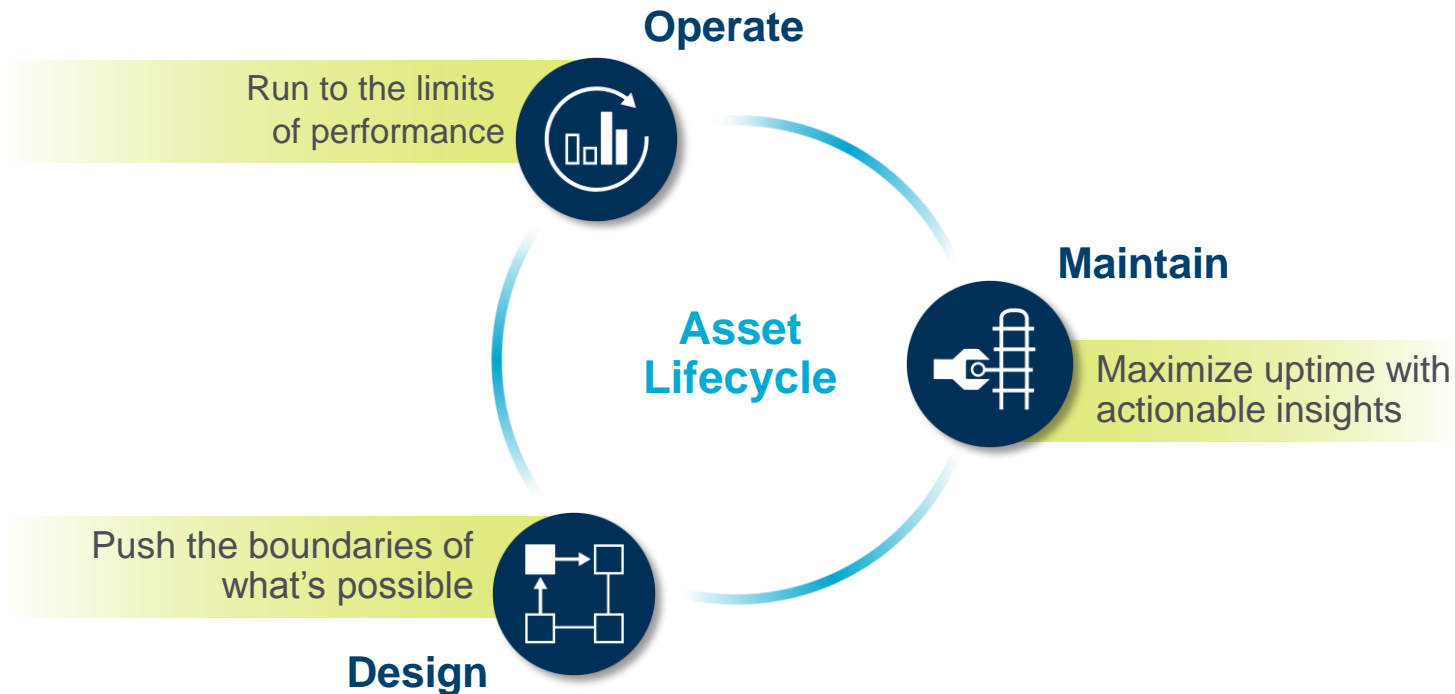 Operate
Run to the limits
of performance
Maintain
Asset
Lifecycle
Maximize uptime with
actionable insights
Push the boundaries of
what’s possible
Design